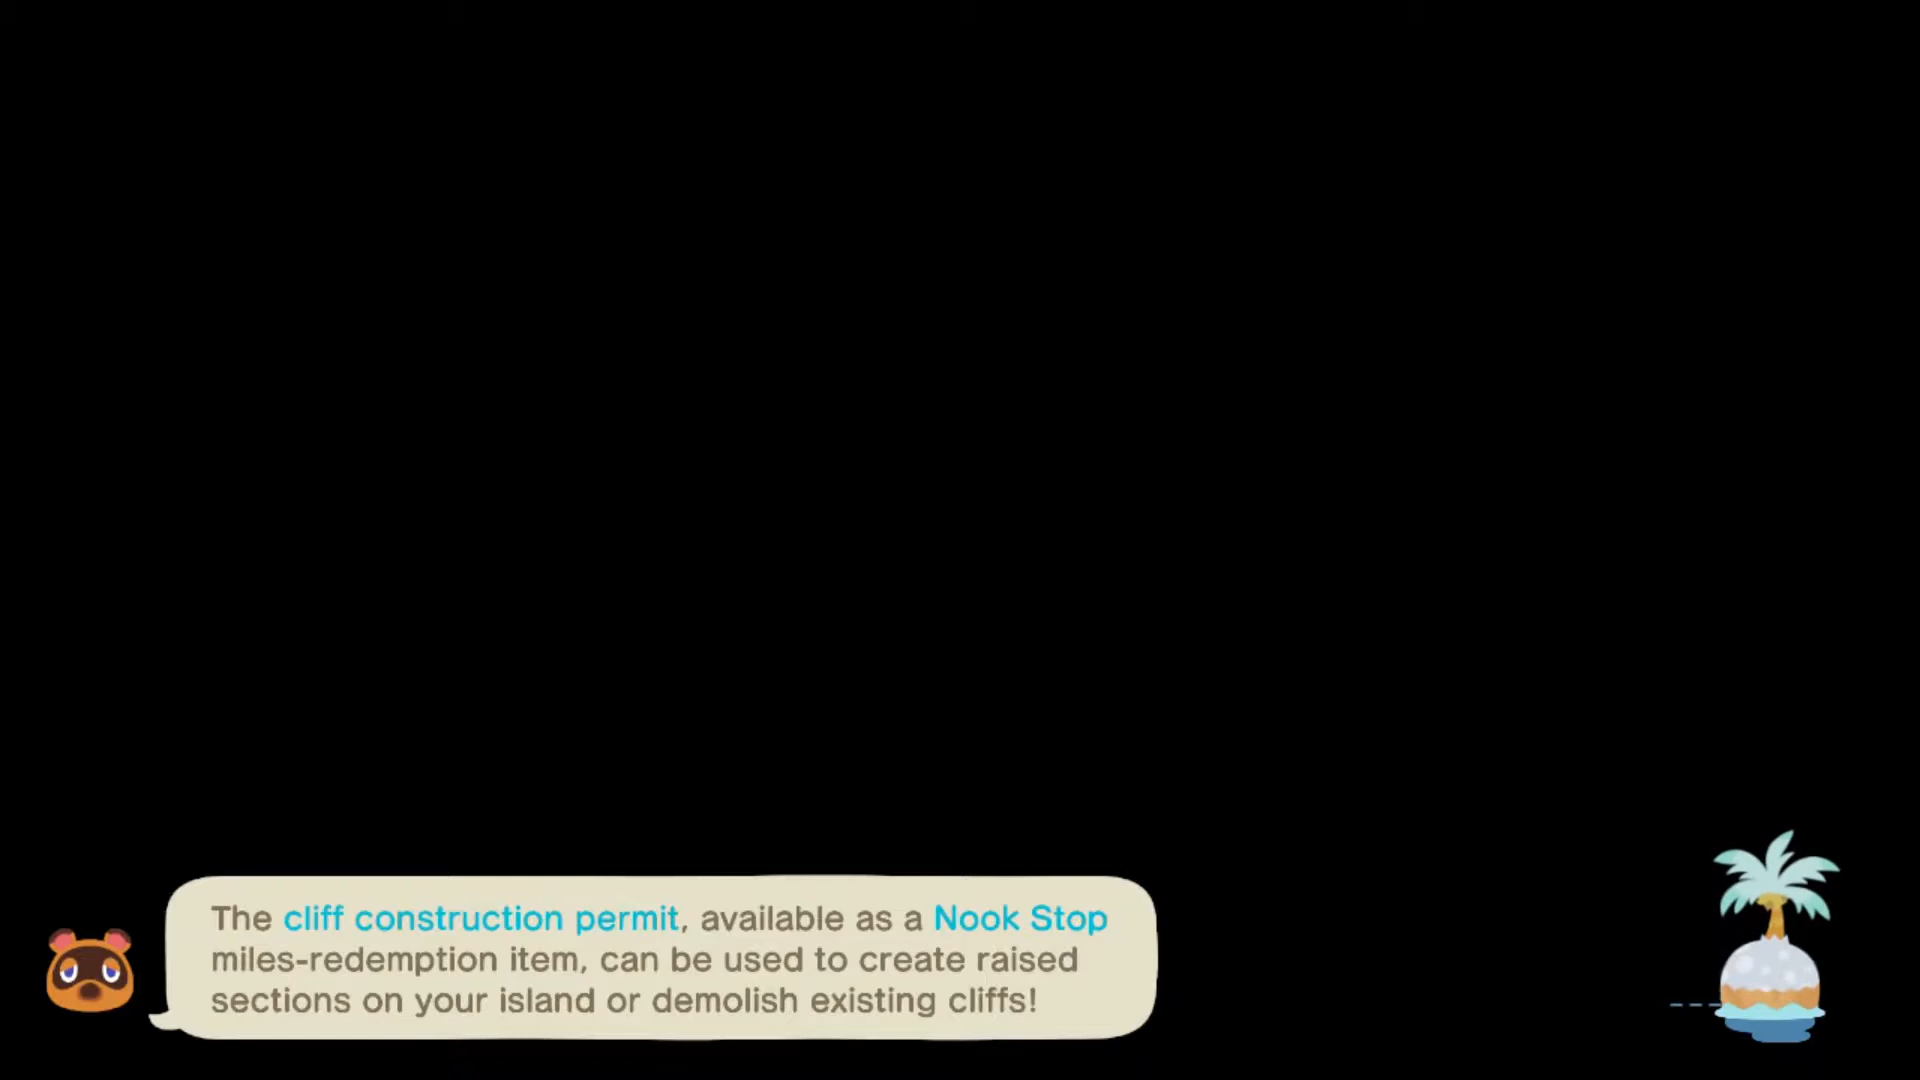 The cliff construction permit, available as a Nook Stop
miles-redemption item, can be used to create raised
sections on your island or demolish existing cliffs!